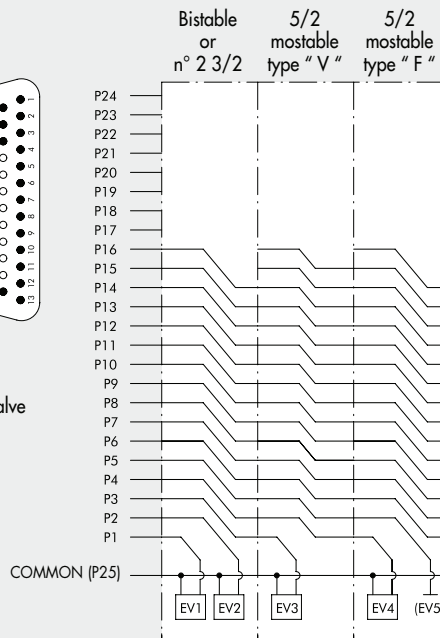 Bistable
or
n° 2 3/2
5/2
mostable
type “ V “
5/2
mostable
type “ F “
P24
P23
P22
P21
P20
P19
P18
P17
P16
P15
P14
P13
P12
P11
P10
P9
P8
P7
P6
P5
P4
P3
P2
P1
COMMON (P25)
1
2
3
4
5
6
7
8
9
10
11
12
13
alve
EV1
EV2
EV3
EV4
(EV5